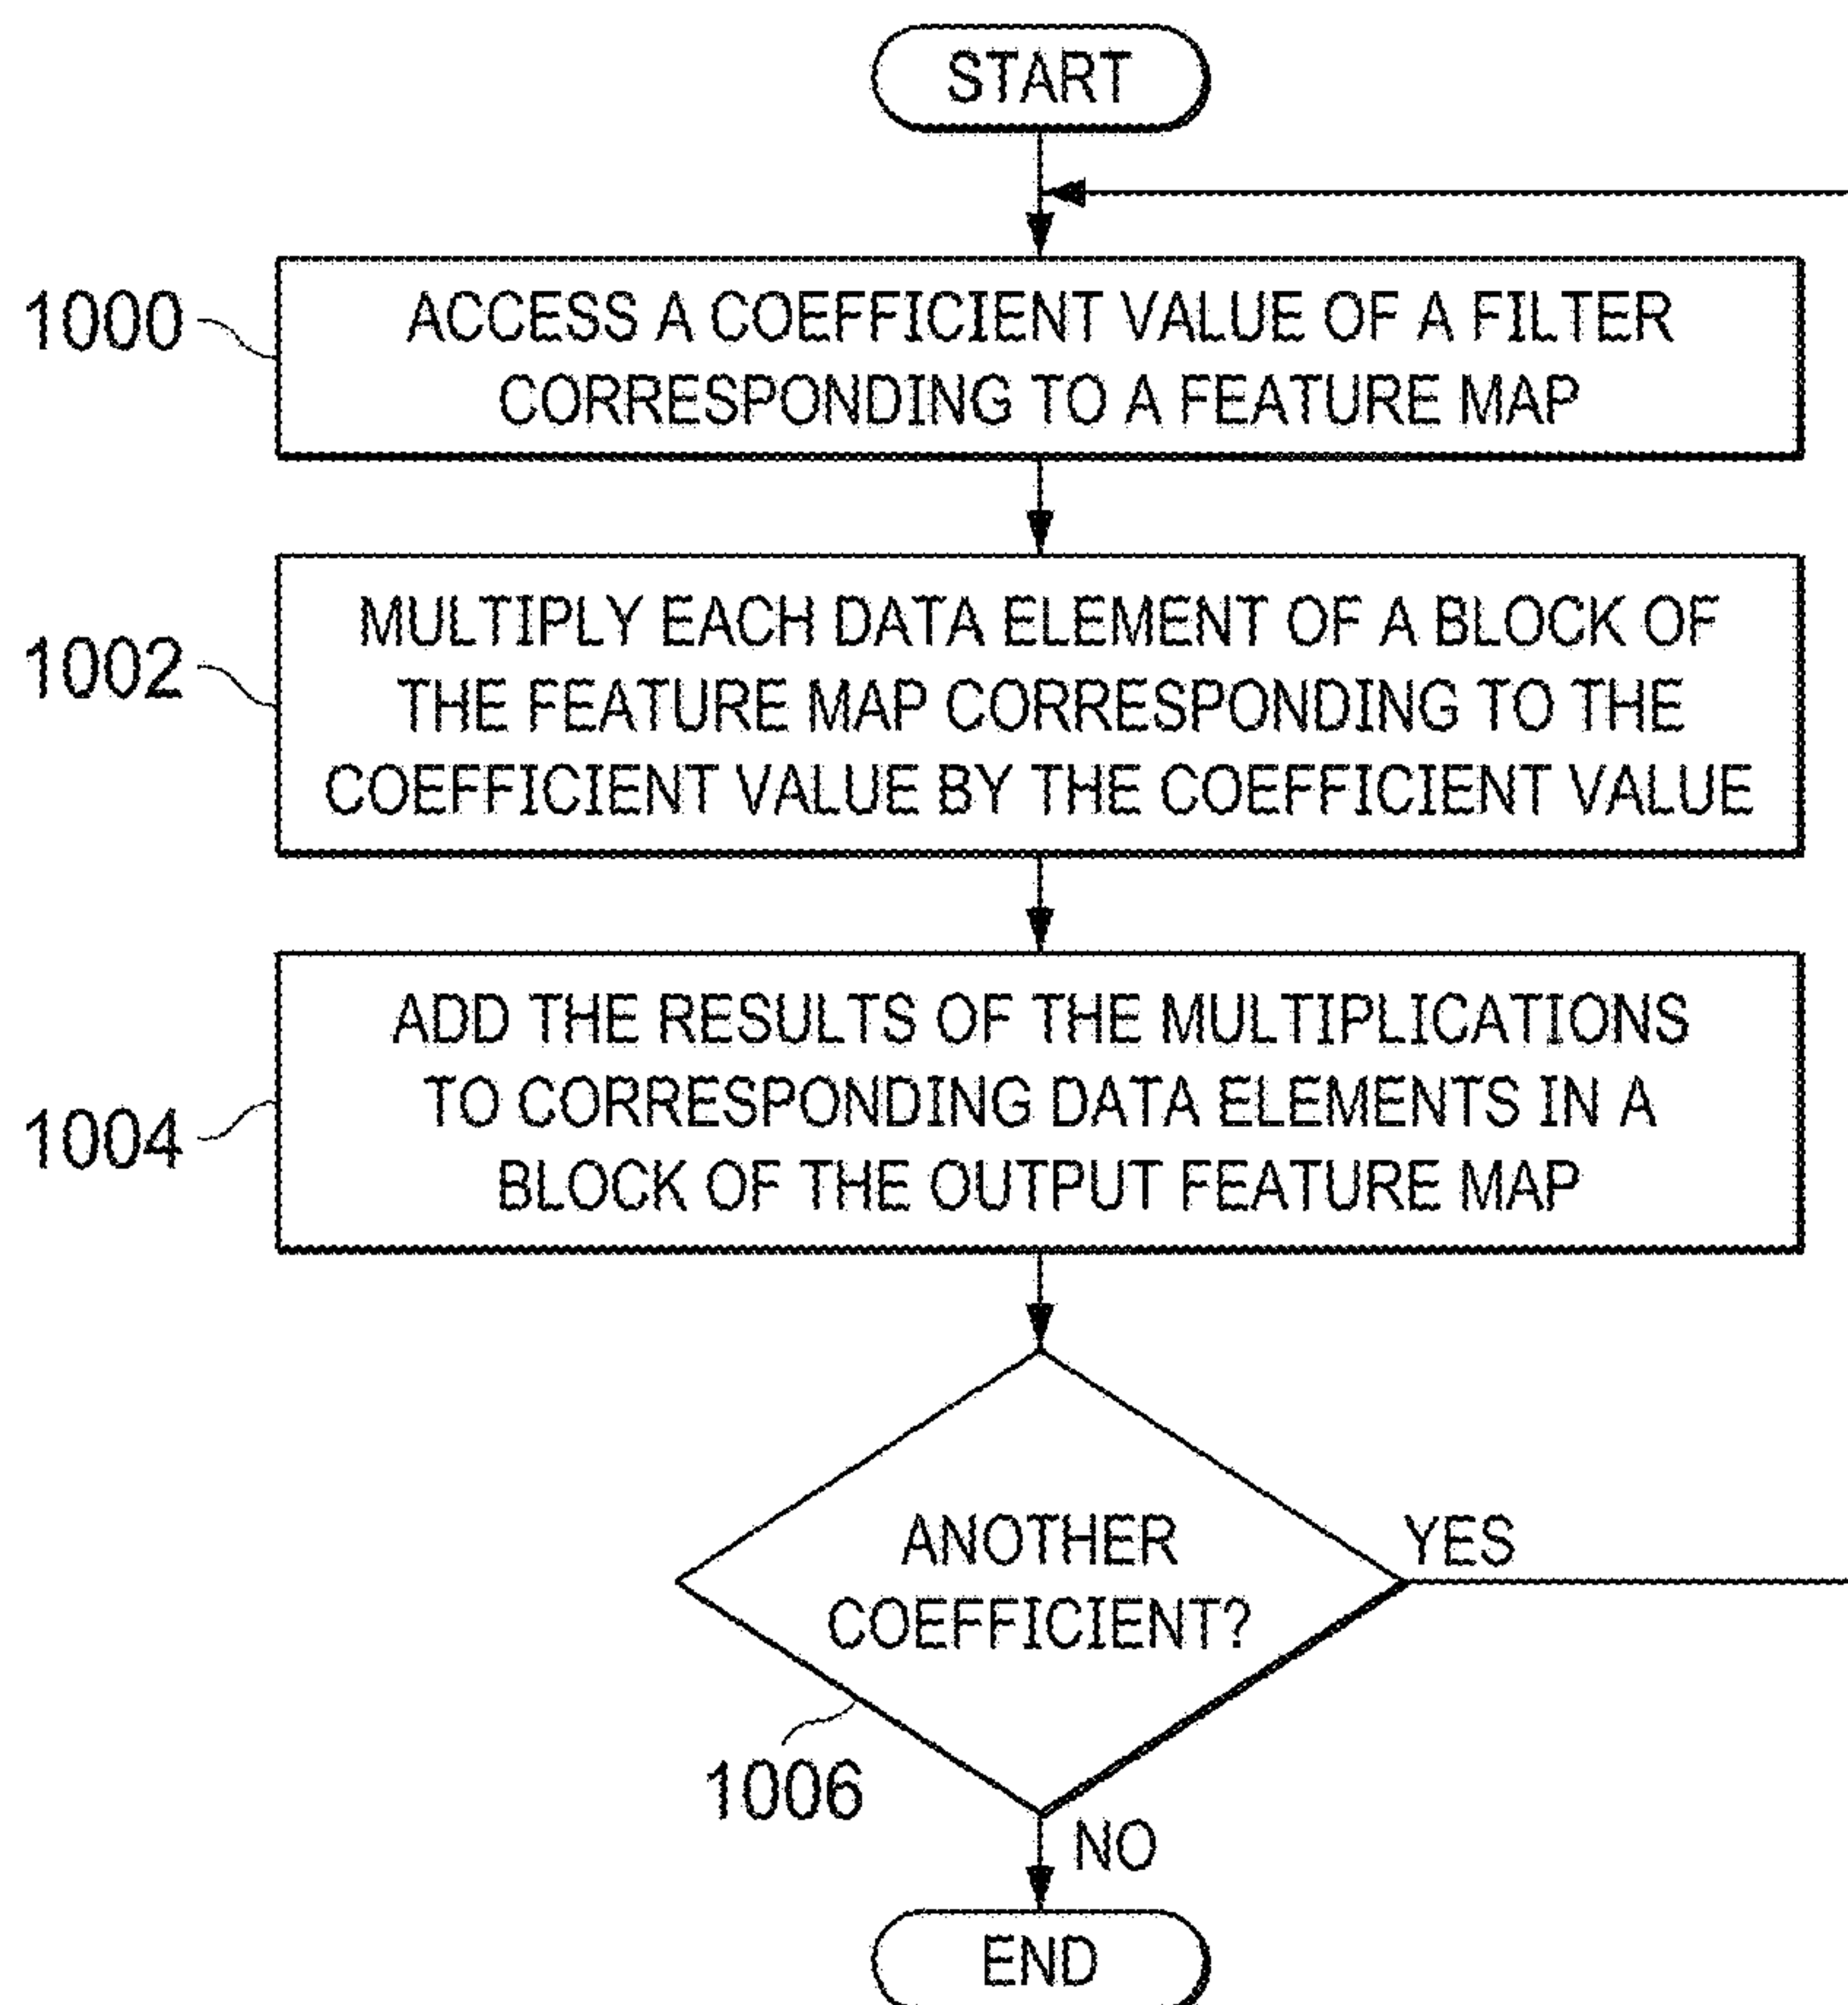 START
1000
ACCESS A COEFFICIENT VALUE OF A FILTER
CORRESPONDING TO A FEATURE MAP
1002
MULTIPLY EACH DATA ELEMENT OF A BLOCK OF
THE FEATURE MAP CORRESPONDING TO THE
COEFFICIENT VALUE BY THE COEFFICIENT VALUE
1004
ADD THE RESULTS OF THE MULTIPLICATIONS
TO CORRESPONDING DATA ELEMENTS IN A
BLOCK OF THE OUTPUT FEATURE MAP
ANOTHER
COEFFICIENT?
YES
1006
NO
END